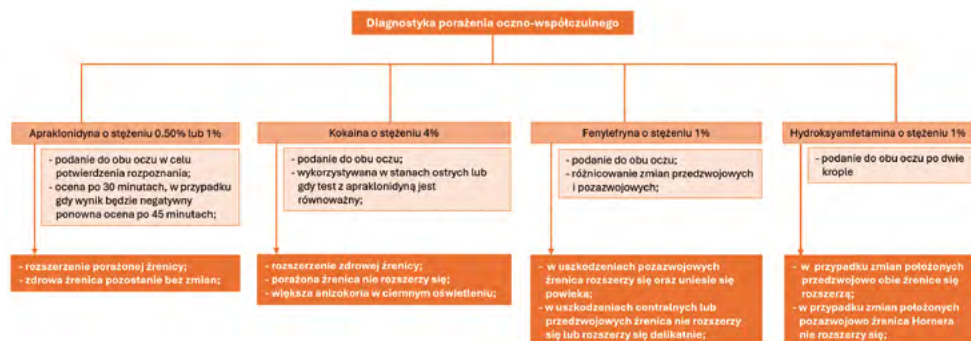 Diagnostyka porażenia oczno-współczulnego
Apraklonidyna o stężeniu 0.50% lub 1%
- podanie do obu oczu w celu
potwierdzenia rozpoznania;
- ocena po 30 minutach, w przypadku
gdy wynik będzie negatywny
ponowna ocena po 45 minutach;
- rozszerzenie porażonej źrenicy;
- zdrowa źrenica pozostanie bez zmian;
Kokaina o stężeniu 4%
- podanie do obu oczu;
- wykorzystywana w stanach ostrych lub
gdy test z apraklonidyną jest
równoważny;
- rozszerzenie zdrowej źrenicy;
- porażona źrenica nie rozszerzy się;
- większa anizokoria w ciemnym oświetleniu;
Fenylefryna o stężeniu 1%
- podanie do obu oczu;
- różnicowanie zmian przedzwojowych
i pozazwojowych;
- w uszkodzeniach pozazwojowych
źrenica rozszerzy się oraz uniesie się
powieka;
- w uszkodzeniach centralnych lub
przedzwojowych źrenica nie rozszerzy
się lub rozszerzy się delikatnie;
Hydroksyamfetamina o stężeniu 1%
- podanie do obu oczu po dwie
krople
- w przypadku zmian położonych
przedzwojowo obie źrenice się
rozszerzą;
- w przypadku zmian położonych
pozazwojowo źrenica Hornera
nie rozszerzy się;